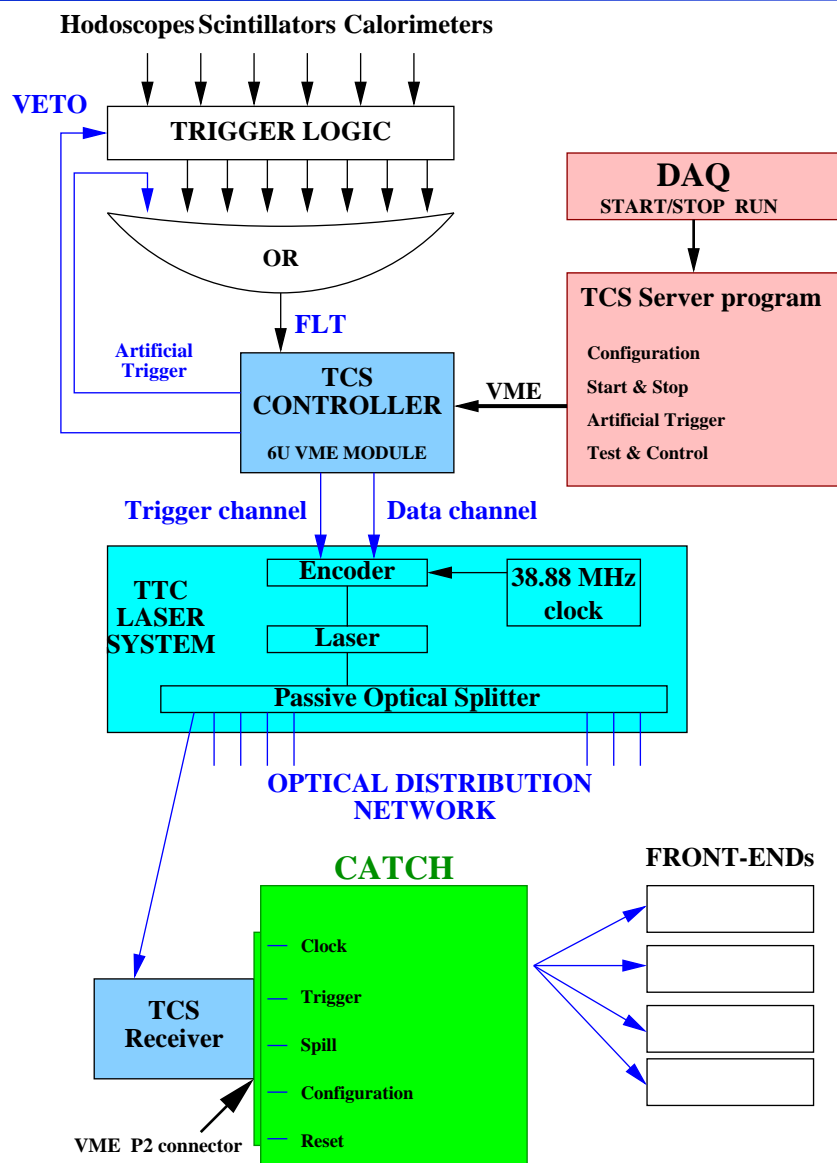 Hodoscopes Scintillators Calorimeters
VETO
TRIGGER LOGIC
DAQ
START/STOP RUN
OR
TCS Server program
FLT
Artificial
Trigger
Configuration
TCS
CONTROLLER
VME
Start & Stop
Artificial Trigger
6U VME MODULE
Test & Control
Trigger channel
Data channel
TTC
LASER
SYSTEM
Encoder
38.88 MHz
clock
Laser
Passive Optical Splitter
OPTICAL DISTRIBUTION
NETWORK
CATCH
FRONT-ENDs
Clock
TCS
Receiver
Trigger
Spill
Configuration
Reset
VME P2 connector